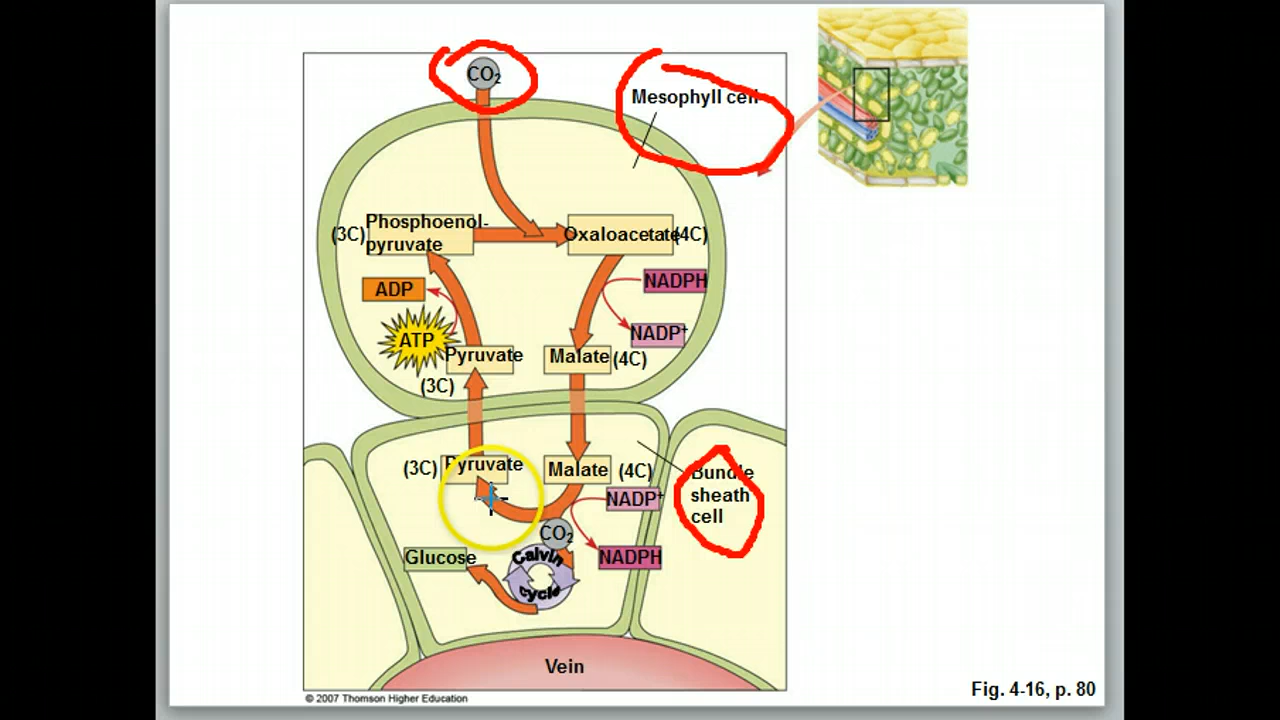 CO₂
Mesophyll cell
(3C)
Phosphoenol-
pyruvate
Oxaloacetate
(4C)
ADP
NADPH
ATP
NADP⁺
Pyruvate
(3C)
Malate
(4C)
(3C)
Pyruvate
Malate
(4C)
Bundle
sheath
cell
NADP⁺
CO₂
Glucose
Calvin
cycle
NADPH
Vein
© 2007 Thomson Higher Education
Fig. 4-16, p. 80